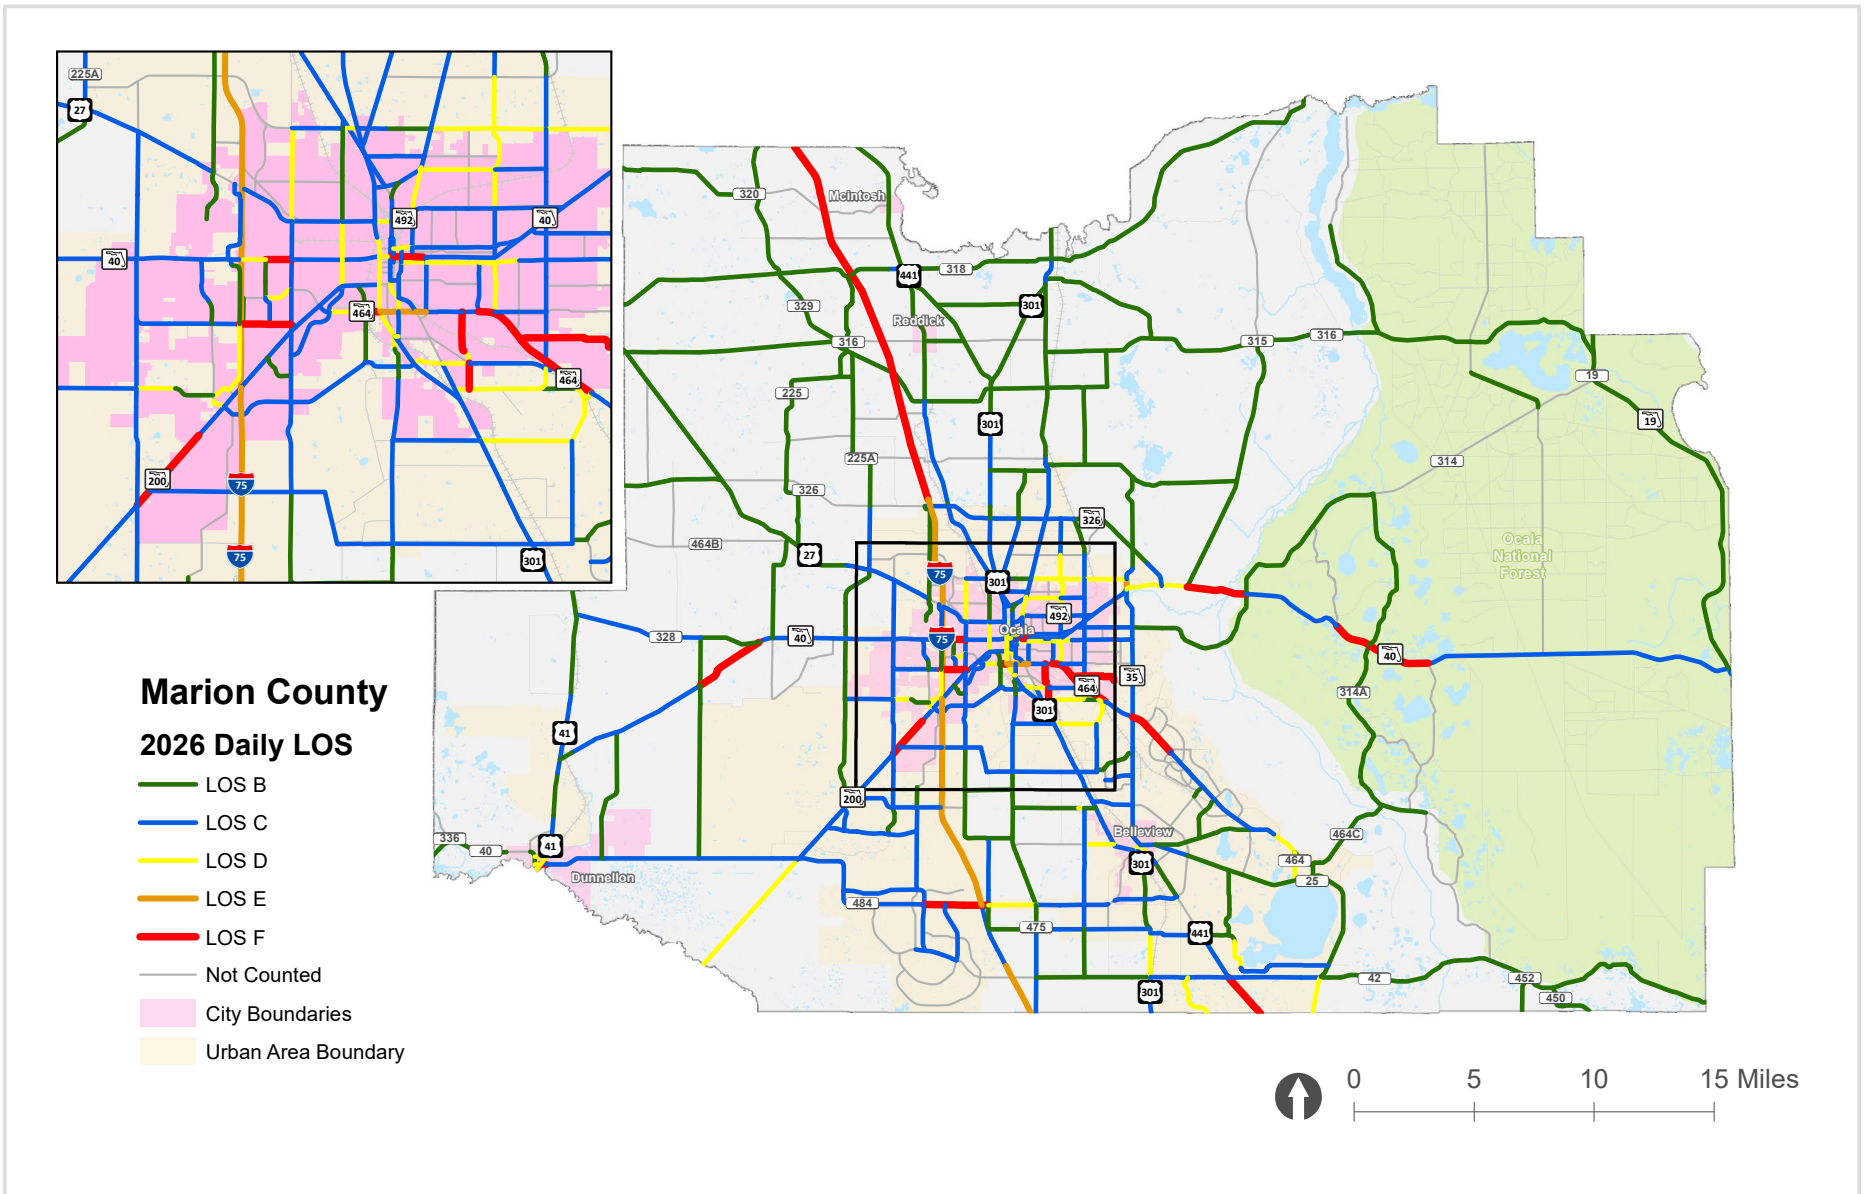 225A
27
40
492
40
464
464
200
75
75
301
320
McIntosh
441
318
329
301
Reddick
316
315
316
225
19
19
301
225A
314
326
326
464B
27
Ocala
National
Forest
75
301
492
328
40
75
Ocala
40
35
464
314A
301
41
200
Belleview
464C
336
40
41
301
464
Dunnellon
25
484
475
441
42
452
301
450
Marion County
2026 Daily LOS
LOS B
LOS C
LOS D
LOS E
LOS F
Not Counted
City Boundaries
Urban Area Boundary
0 5 10 15 Miles